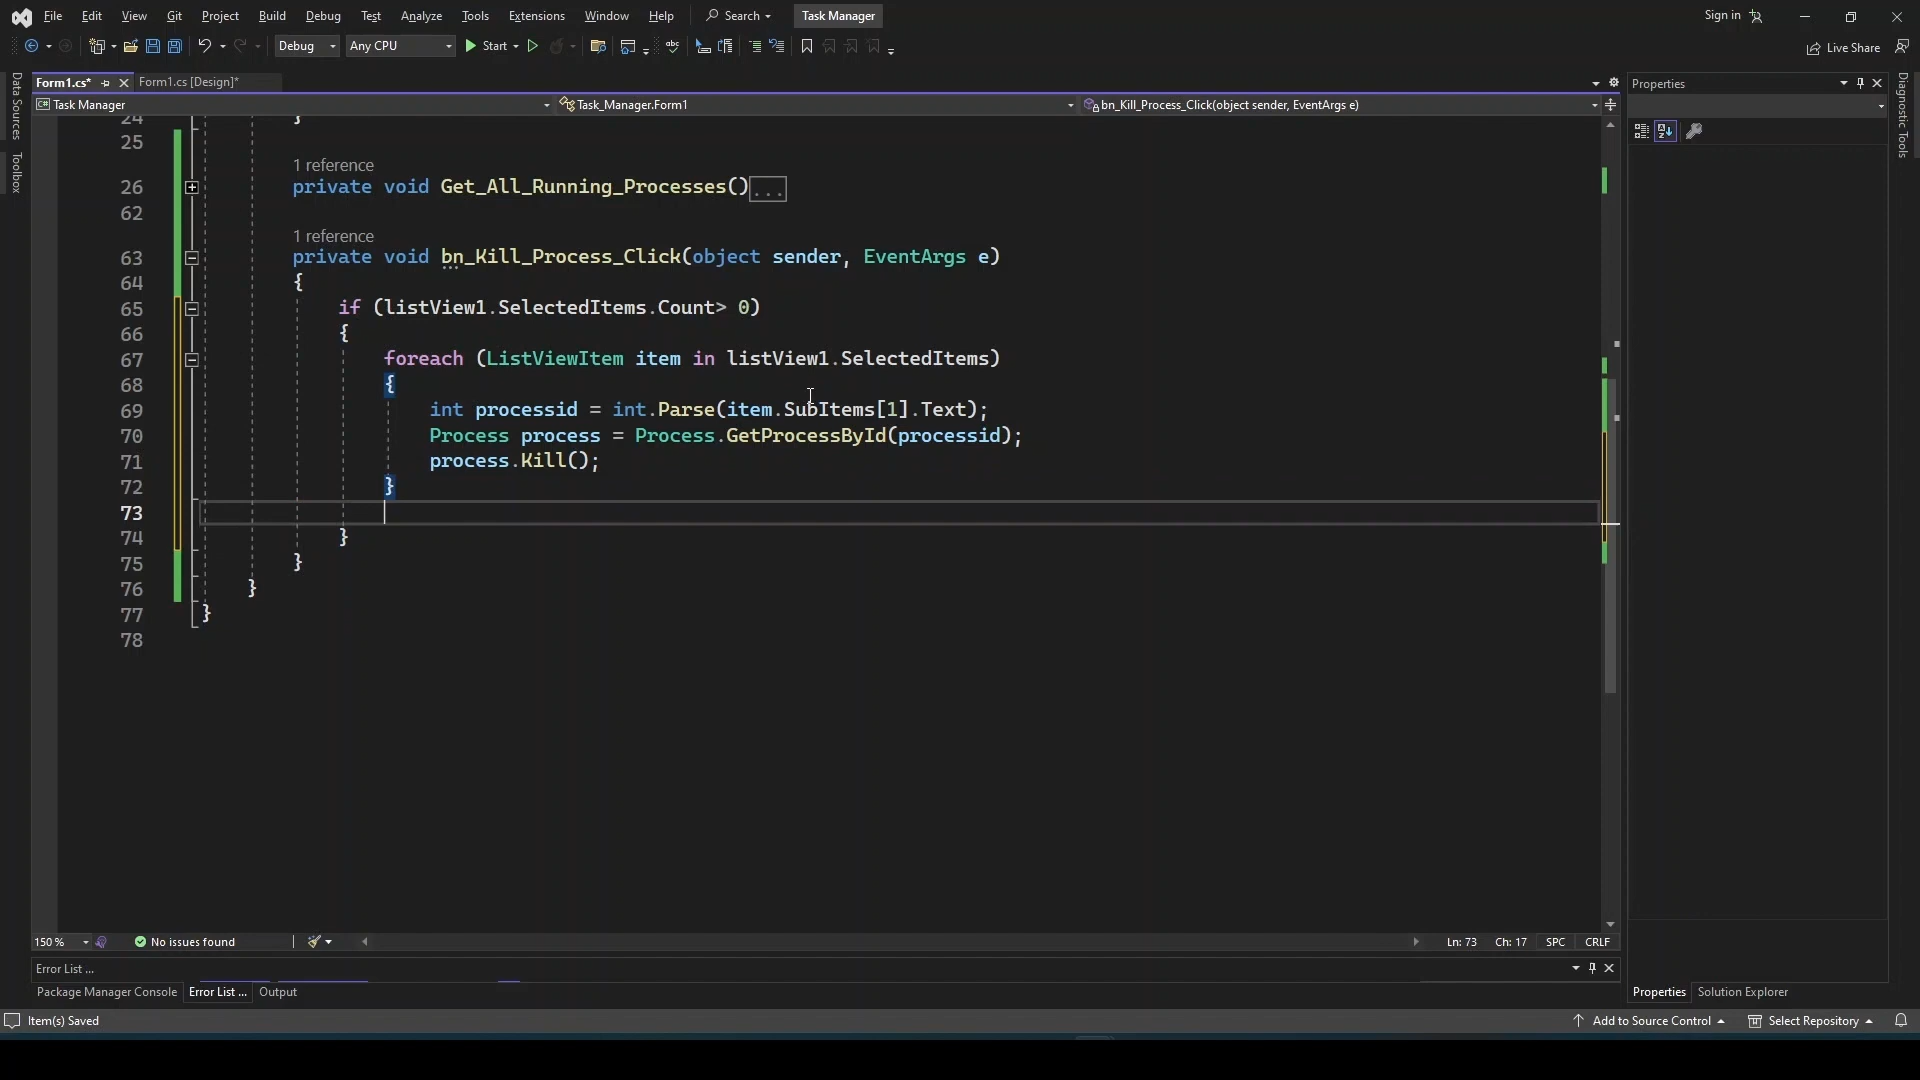 File Edit View Git Project Build Debug Test Analyze Tools Extensions Window Help Search Task Manager Sign in
Debug Any CPU Start Live Share
Form1.cs* Form1.cs [Design]* Properties
Task Manager Task_Manager.Form1 bn_Kill_Process_Click(object sender, EventArgs e)
Data Sources
Toolbox
Diagnostic Tools
24 }
25
1 reference
26 private void Get_All_Running_Processes()...
62
1 reference
63 private void bn_Kill_Process_Click(object sender, EventArgs e)
64 {
65 if (listView1.SelectedItems.Count> 0)
66 {
67 foreach (ListViewItem item in listView1.SelectedItems)
68 {
69 int processid = int.Parse(item.SubItems[1].Text);
70 Process process = Process.GetProcessById(processid);
71 process.Kill();
72 }
73
74 }
75 }
76 }
77 }
78
150 % No issues found Ln: 73 Ch: 17 SPC CRLF
Error List ...
Package Manager Console Error List ... Output Properties Solution Explorer
Item(s) Saved Add to Source Control Select Repository